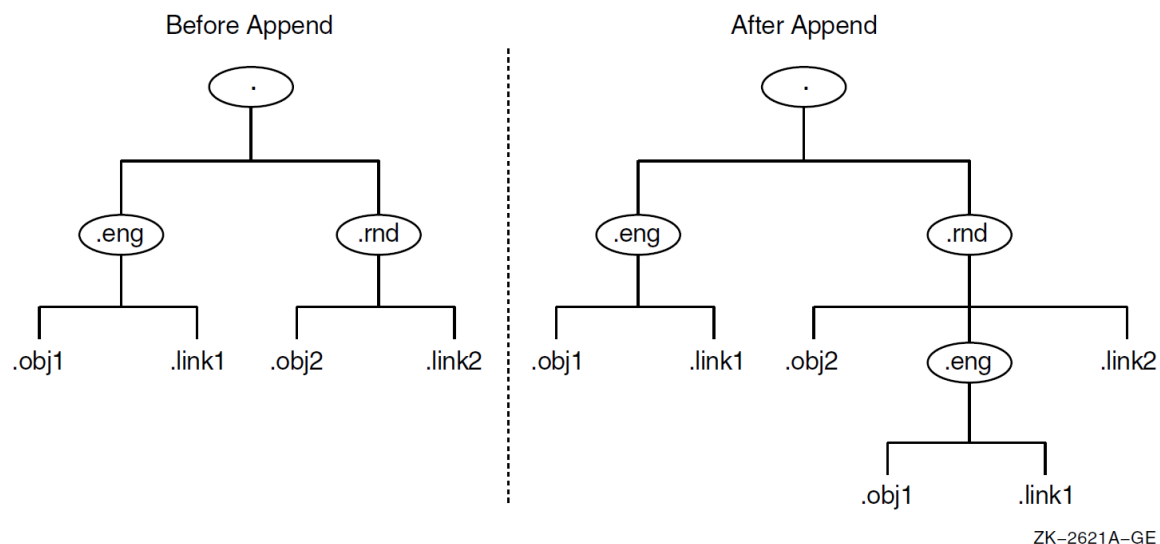 Before Append
.
.eng
.rnd
.obj1
.link1
.obj2
.link2
After Append
.
.eng
.rnd
.obj1
.link1
.obj2
.eng
.link2
.obj1
.link1
ZK–2621A–GE